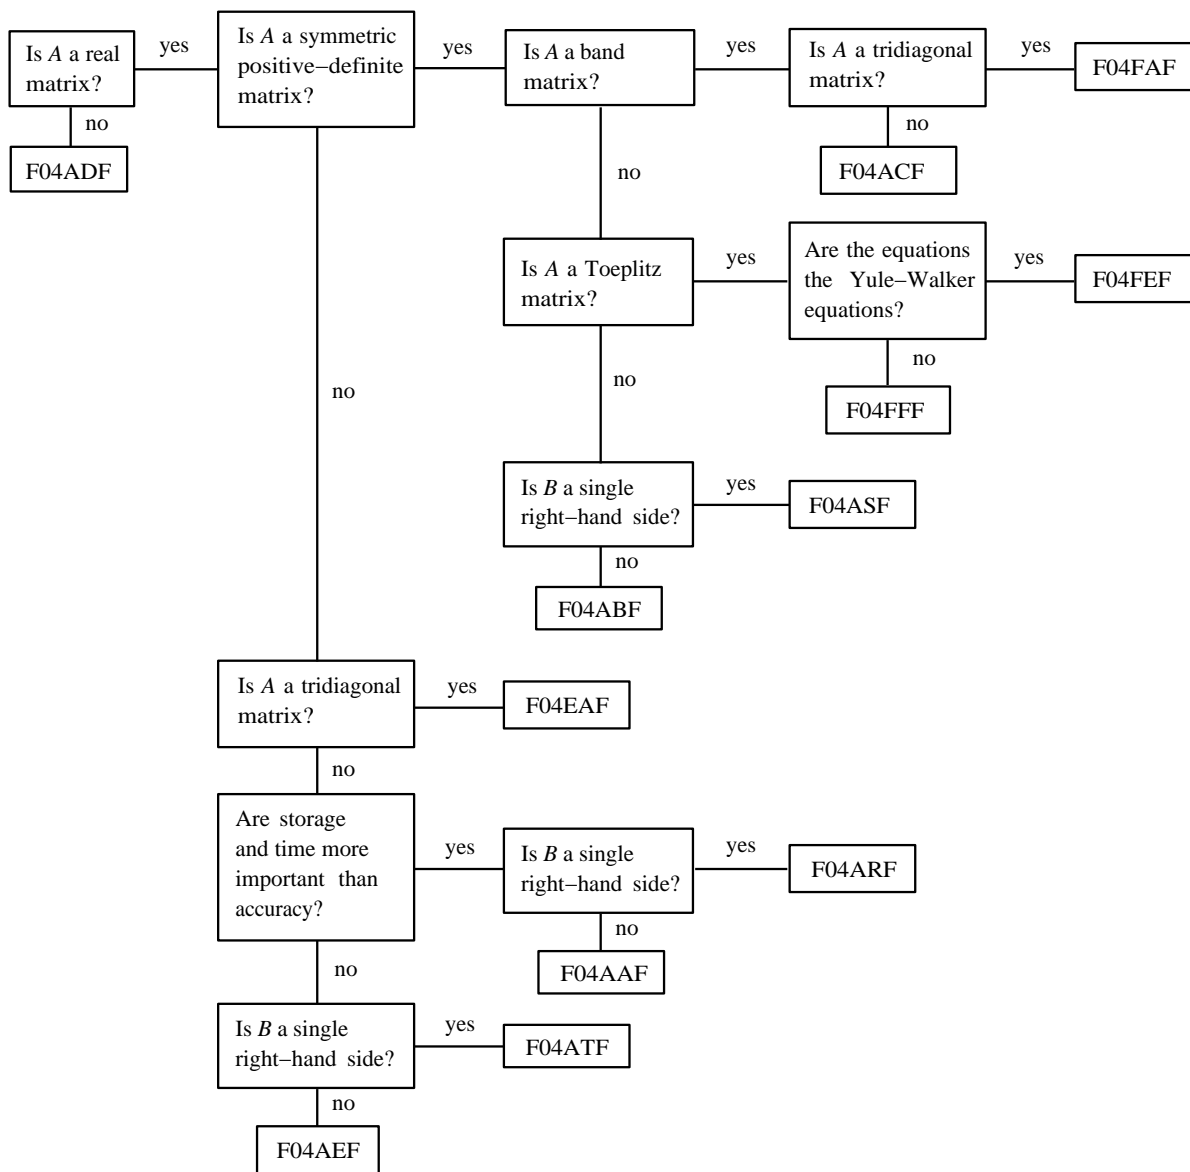 Is A a real
matrix?
yes
Is A a symmetric
positive–definite
matrix?
yes
Is A a band
matrix?
yes
Is A a tridiagonal
matrix?
yes
F04FAF
no
F04ADF
no
F04ACF
no
Is A a Toeplitz
matrix?
yes
Are the equations
the Yule–Walker
equations?
yes
F04FEF
no
F04FFF
no
no
Is B a single
right–hand side?
yes
F04ASF
no
F04ABF
Is A a tridiagonal
matrix?
yes
F04EAF
no
Are storage
and time more
important than
accuracy?
yes
Is B a single
right–hand side?
yes
F04ARF
no
F04AAF
no
Is B a single
right–hand side?
yes
F04ATF
no
F04AEF